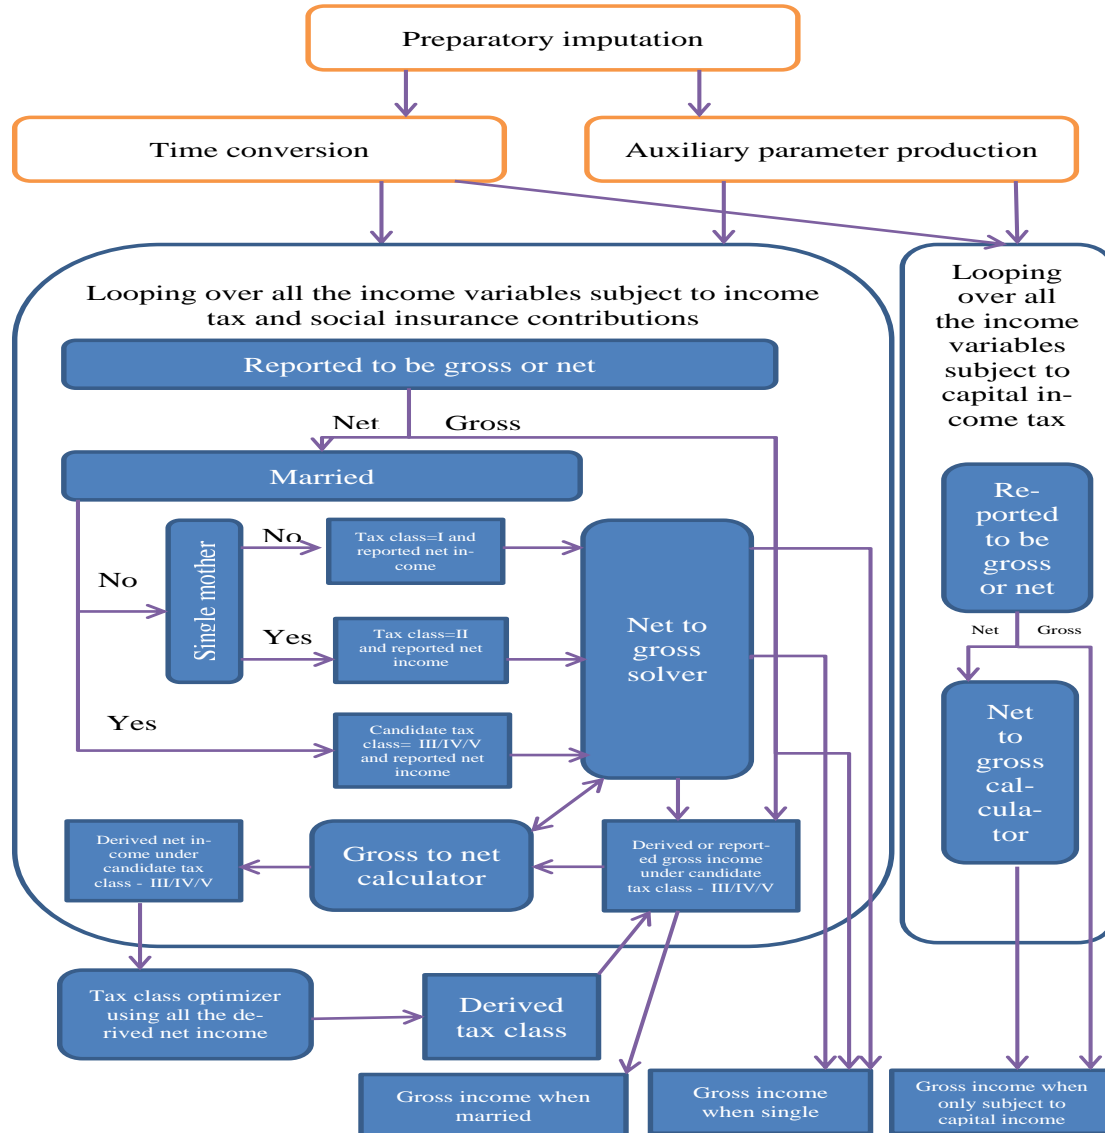 Preparatory imputation
Time conversion
Auxiliary parameter production
Looping over all the income variables subject to income
tax and social insurance contributions
Reported to be gross or net
Net
Gross
Married
No
Single mother
No
Tax class=I and
reported net in-
come
Yes
Tax class=II
and reported net
income
Yes
Candidate tax
class= III/IV/V
and reported net
income
Net to
gross
solver
Derived net in-
come under
candidate tax
class - III/IV/V
Gross to net
calculator
Derived or report-
ed gross income
under candidate
tax class - III/IV/V
Tax class optimizer
using all the de-
rived net income
Derived
tax class
Gross income when
married
Gross income
when single
Looping
over all
the income
variables
subject to
capital in-
come tax
Re-
ported
to be
gross
or net
Net
Gross
Net
to
gross
cal-
cula-
tor
Gross income when
only subject to
capital income